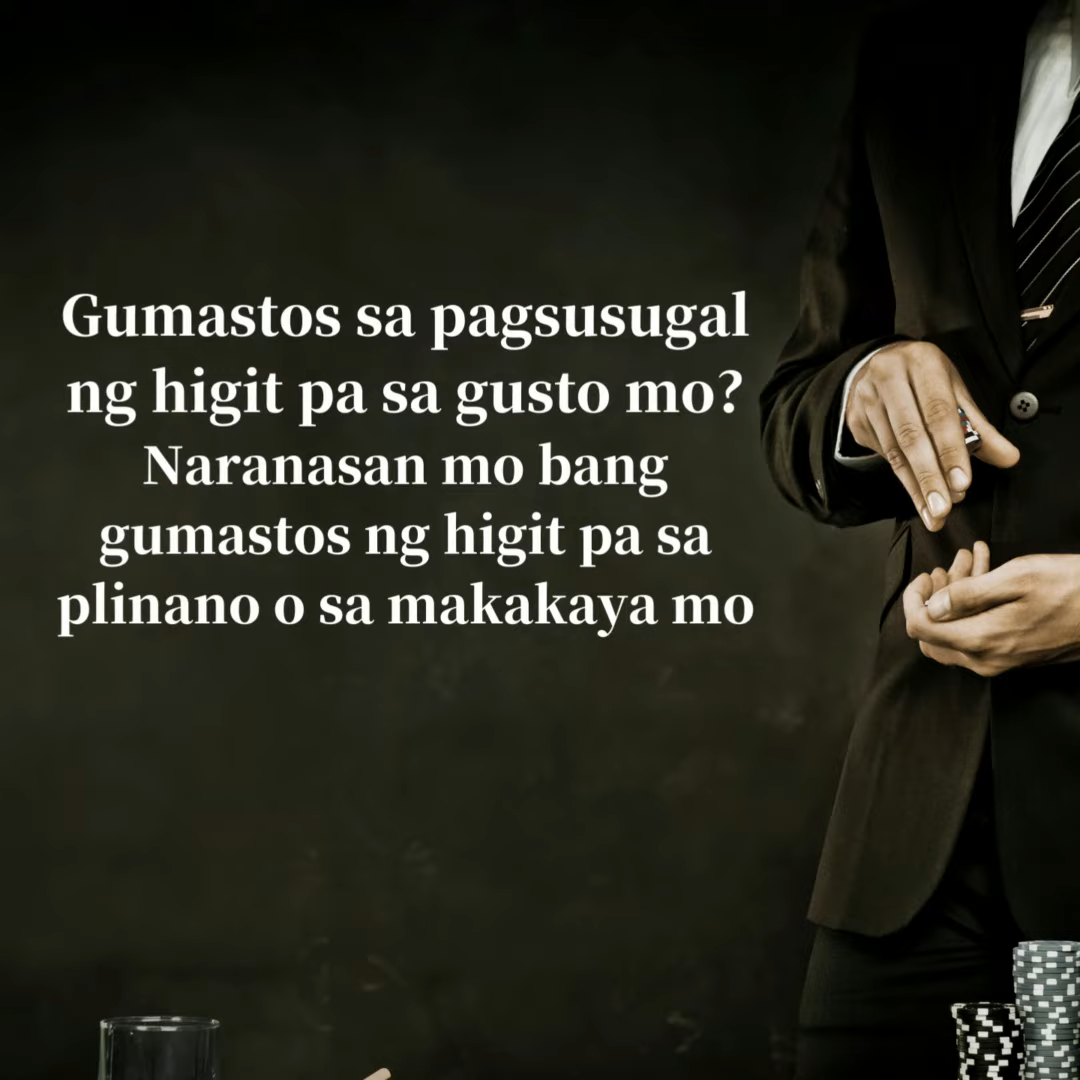 Gumastos sa pagsusugal
ng higit pa sa gusto mo?
Naranasan mo bang
gumastos ng higit pa sa
plinano o sa makakaya mo